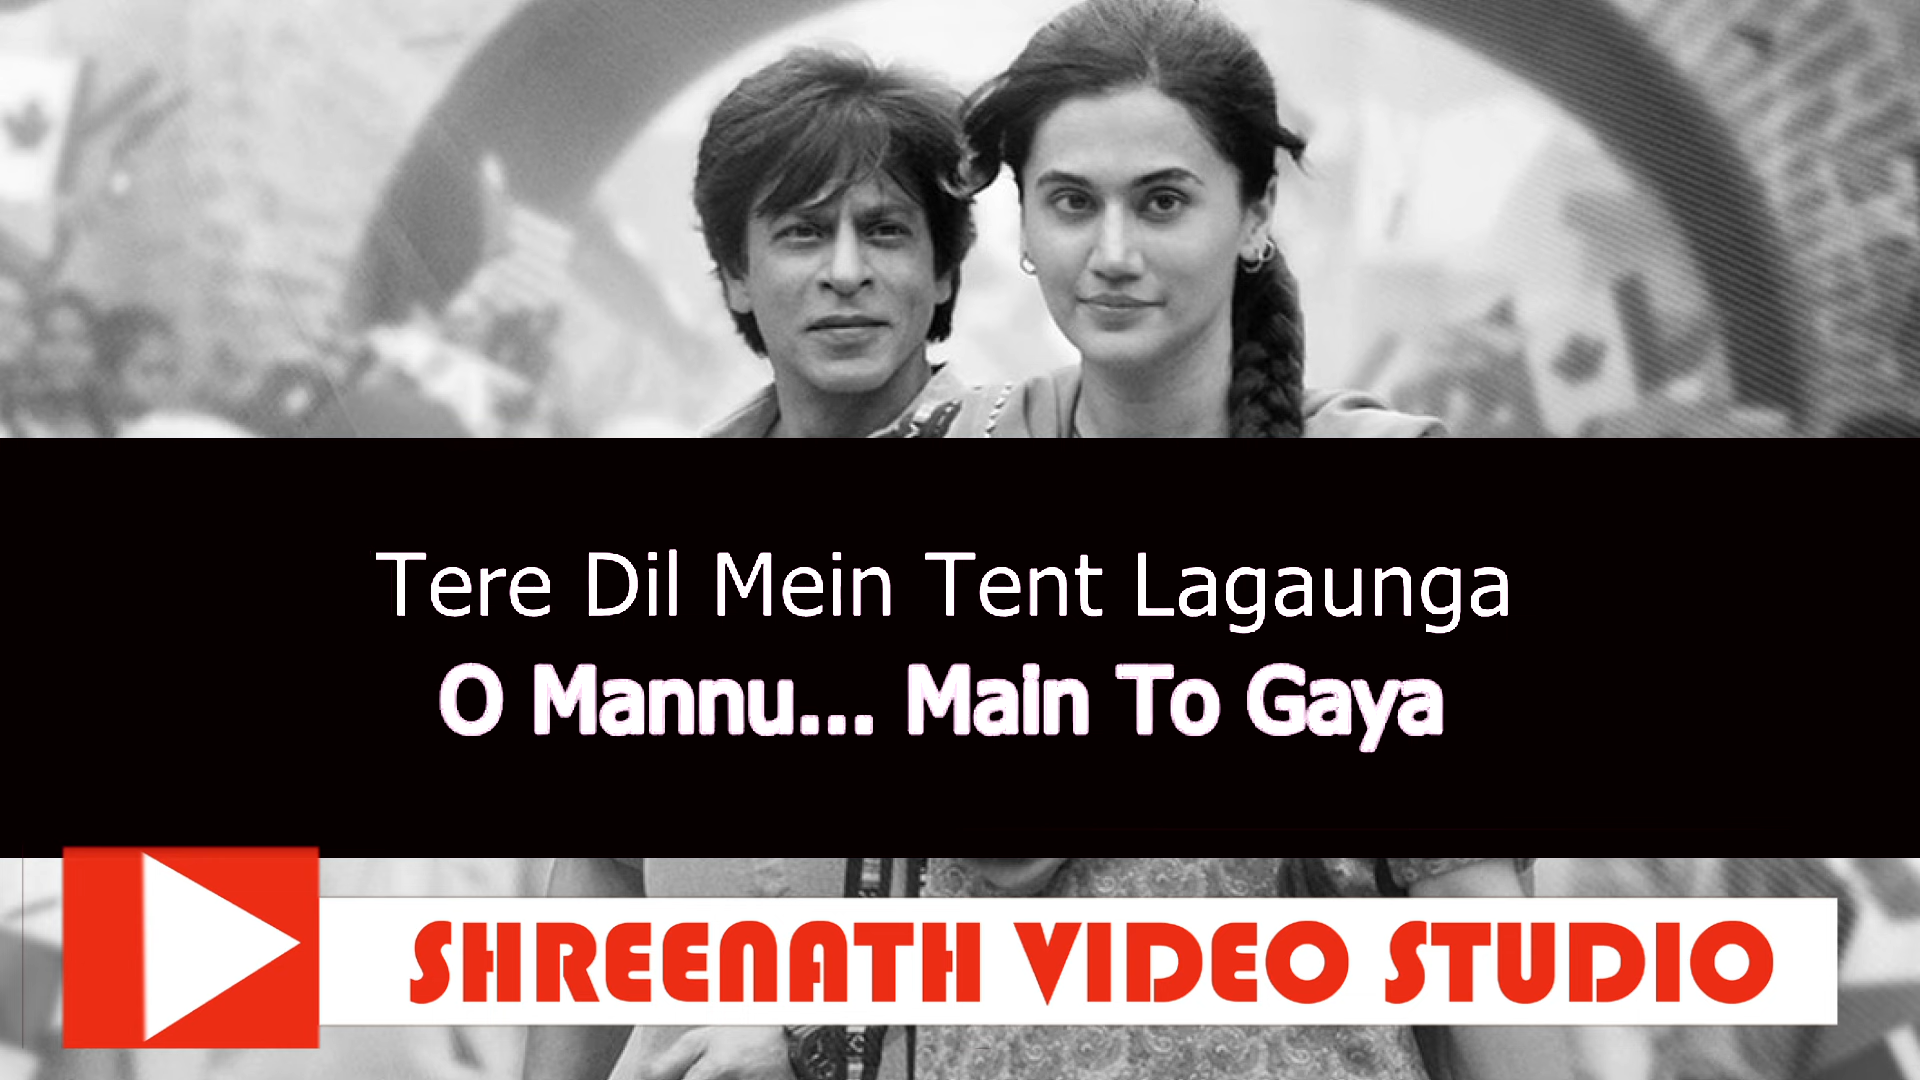 Tere Dil Mein Tent Lagaunga
O Mannu... Main To Gaya
SHREENATH VIDEO STUDIO